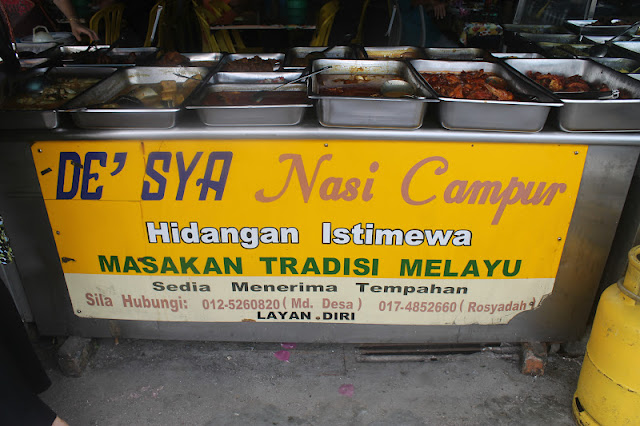 DE' SYA Nasi Campur
Hidangan Istimewa
MASAKAN TRADISI MELAYU
Sedia Menerima Tempahan
Sila Hubungi: 012-5260820 (Md. Desa) 017-4852660 (Rosyadah)
LAYAN DIRI